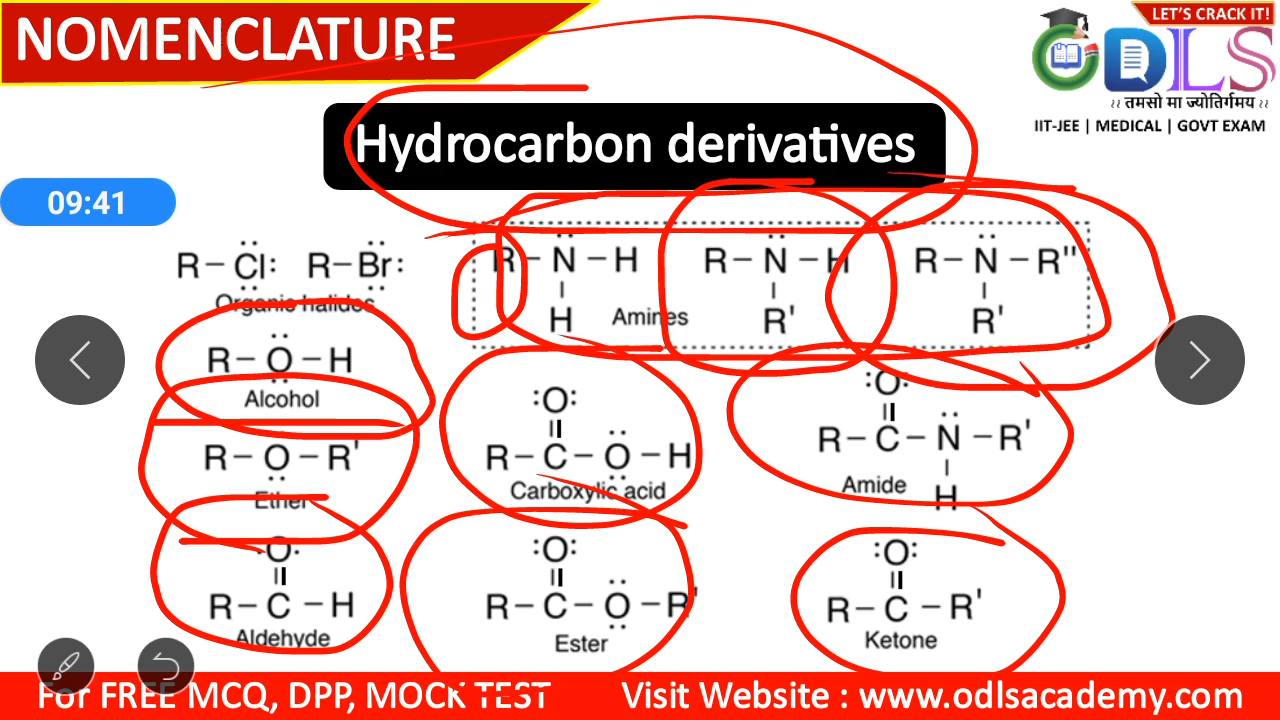 NOMENCLATURE
LET'S CRACK IT!
ODLS
~~ तमसो मा ज्योतिर्गमय ~~
IIT-JEE | MEDICAL | GOVT EXAM
Hydrocarbon derivatives
09:41
R – Cl: R – Br:
Organic halides
R – N – H
H
Amines
R – N – H
R'
R – N – R"
R'
R – O – H
Alcohol
R – O – R'
Ether
:O:
R – C – O – H
Carboxylic acid
:O:
R – C – N – R'
H
Amide
:O:
R – C – H
Aldehyde
:O:
R – C – O – R'
Ester
:O:
R – C – R'
Ketone
For FREE MCQ, DPP, MOCK TEST Visit Website : www.odlsacademy.com